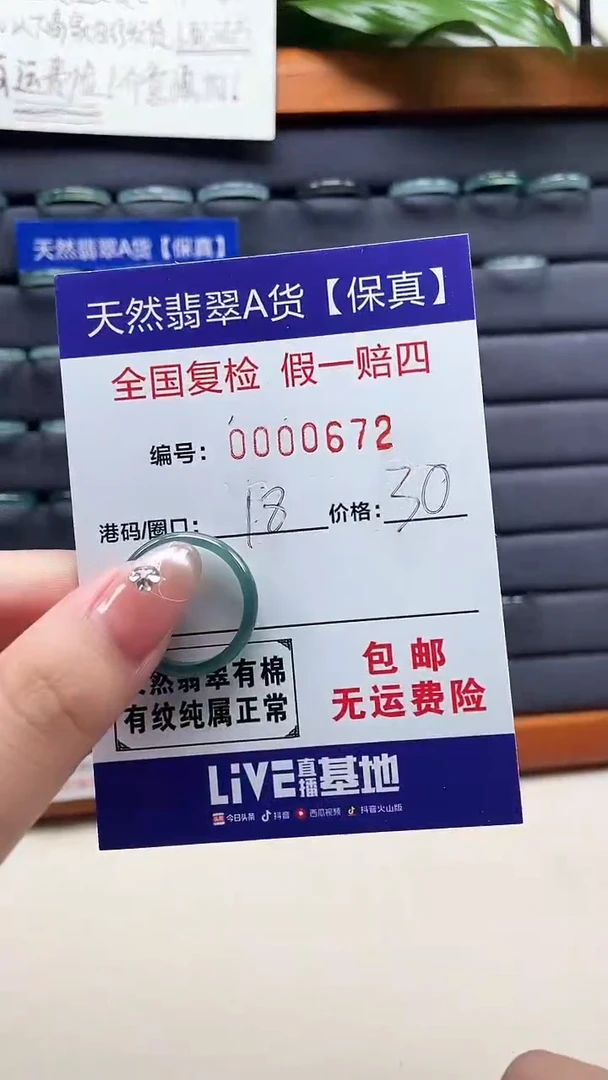 运费险！
天然翡翠A货【保真】
天然翡翠A货【保真】
全国复检 假一赔四
编号：0000672
港码/圈口：18 价格：30
然翡翠有棉
有纹纯属正常
包邮
无运费险
LiVE直播基地
今日头条 抖音 西瓜视频 抖音火山版